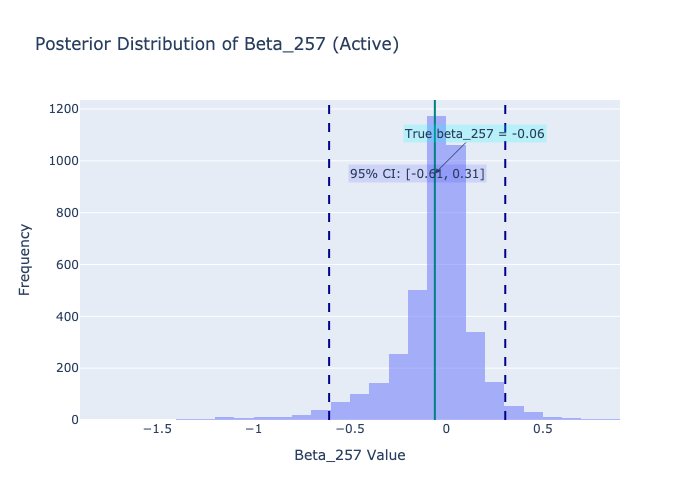 Posterior Distribution of Beta_257 (Active)
1200
1000
800
600
400
200
0
Frequency
True beta_257 = -0.06
95% CI: [-0.61, 0.31]
−1.5
−1
−0.5
0
0.5
Beta_257 Value